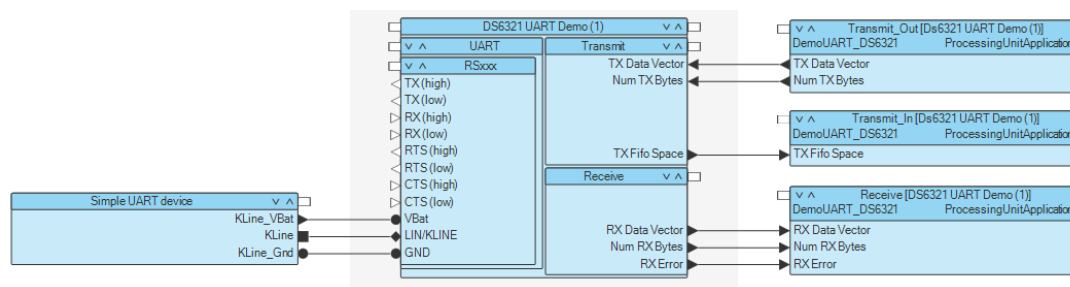 Simple UART device
KLine_VBat
KLine
KLine_Gnd
DS6321 UART Demo (1)
UART
RSxxx
TX (high)
TX (low)
RX (high)
RX (low)
RTS (high)
RTS (low)
CTS (high)
CTS (low)
VBat
LIN/KLINE
GND
Transmit
TX Data Vector
Num TX Bytes
TX Fifo Space
Receive
RX Data Vector
Num RX Bytes
RX Error
Transmit_Out [Ds6321 UART Demo (1)]
DemoUART_DS6321 ProcessingUnitApplication
TX Data Vector
Num TX Bytes
Transmit_In [Ds6321 UART Demo (1)]
DemoUART_DS6321 ProcessingUnitApplication
TX Fifo Space
Receive [DS6321 UART Demo (1)]
DemoUART_DS6321 ProcessingUnitApplication
RX Data Vector
Num RX Bytes
RX Error